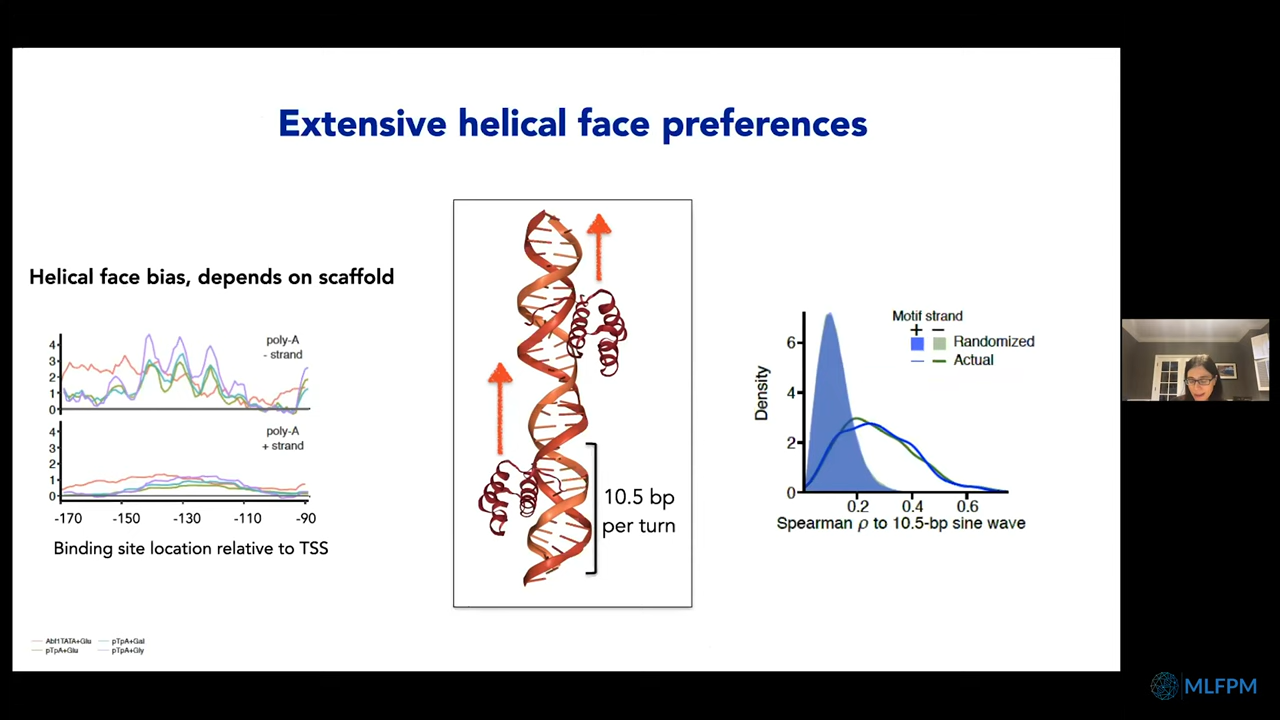 Extensive helical face preferences
Helical face bias, depends on scaffold
4
3
2
1
0
poly-A
- strand
4
3
2
1
0
poly-A
+ strand
-170
-150
-130
-110
-90
Binding site location relative to TSS
Abf1TATA+Glu
pTpA+Gal
pTpA+Glu
pTpA+Gly
10.5 bp
per turn
Motif strand
+ −
Randomized
Actual
Density
6
4
2
0
0.2
0.4
0.6
Spearman ρ to 10.5-bp sine wave
MLFPM